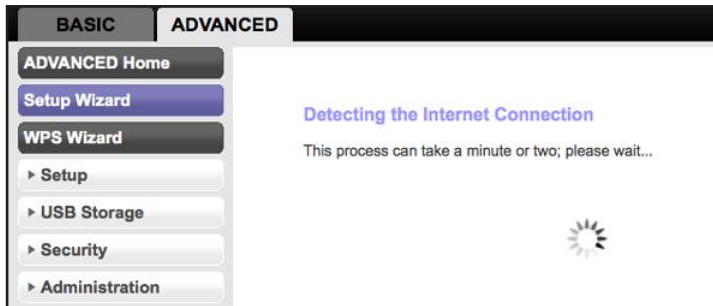 BASIC
ADVANCED
ADVANCED Home
Setup Wizard
WPS Wizard
Setup
USB Storage
Security
Administration
Detecting the Internet Connection
This process can take a minute or two; please wait...